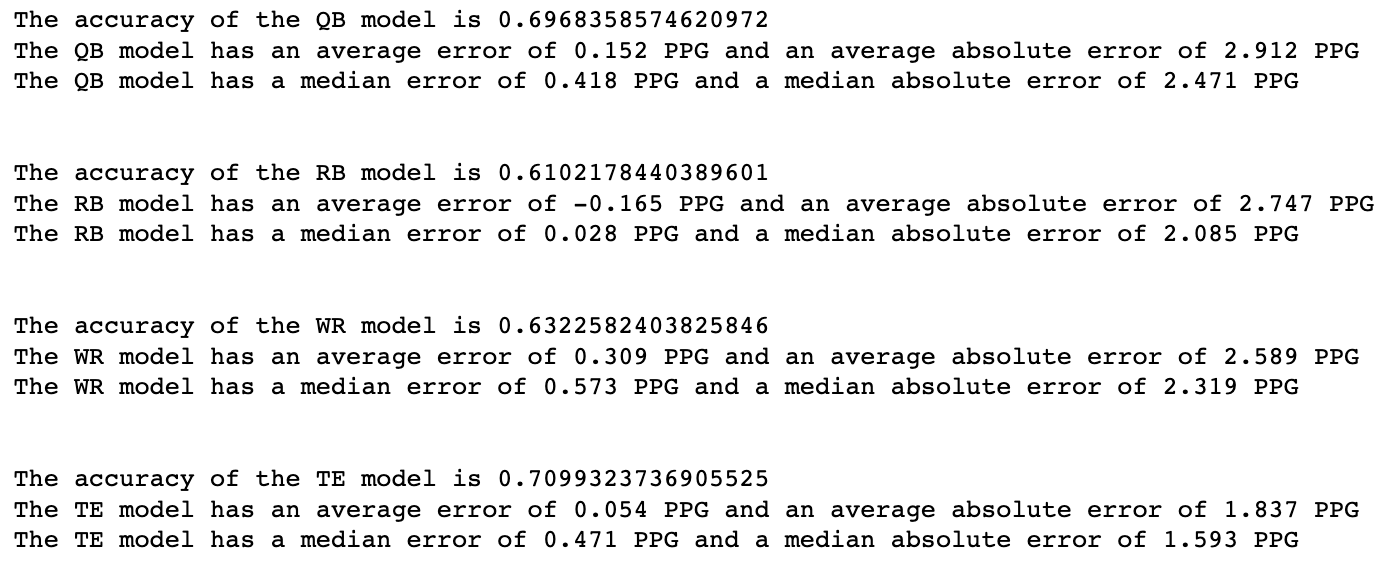 The accuracy of the QB model is 0.6968358574620972
The QB model has an average error of 0.152 PPG and an average absolute error of 2.912 PPG
The QB model has a median error of 0.418 PPG and a median absolute error of 2.471 PPG
The accuracy of the RB model is 0.6102178440389601
The RB model has an average error of -0.165 PPG and an average absolute error of 2.747 PPG
The RB model has a median error of 0.028 PPG and a median absolute error of 2.085 PPG
The accuracy of the WR model is 0.6322582403825846
The WR model has an average error of 0.309 PPG and an average absolute error of 2.589 PPG
The WR model has a median error of 0.573 PPG and a median absolute error of 2.319 PPG
The accuracy of the TE model is 0.7099323736905525
The TE model has an average error of 0.054 PPG and an average absolute error of 1.837 PPG
The TE model has a median error of 0.471 PPG and a median absolute error of 1.593 PPG